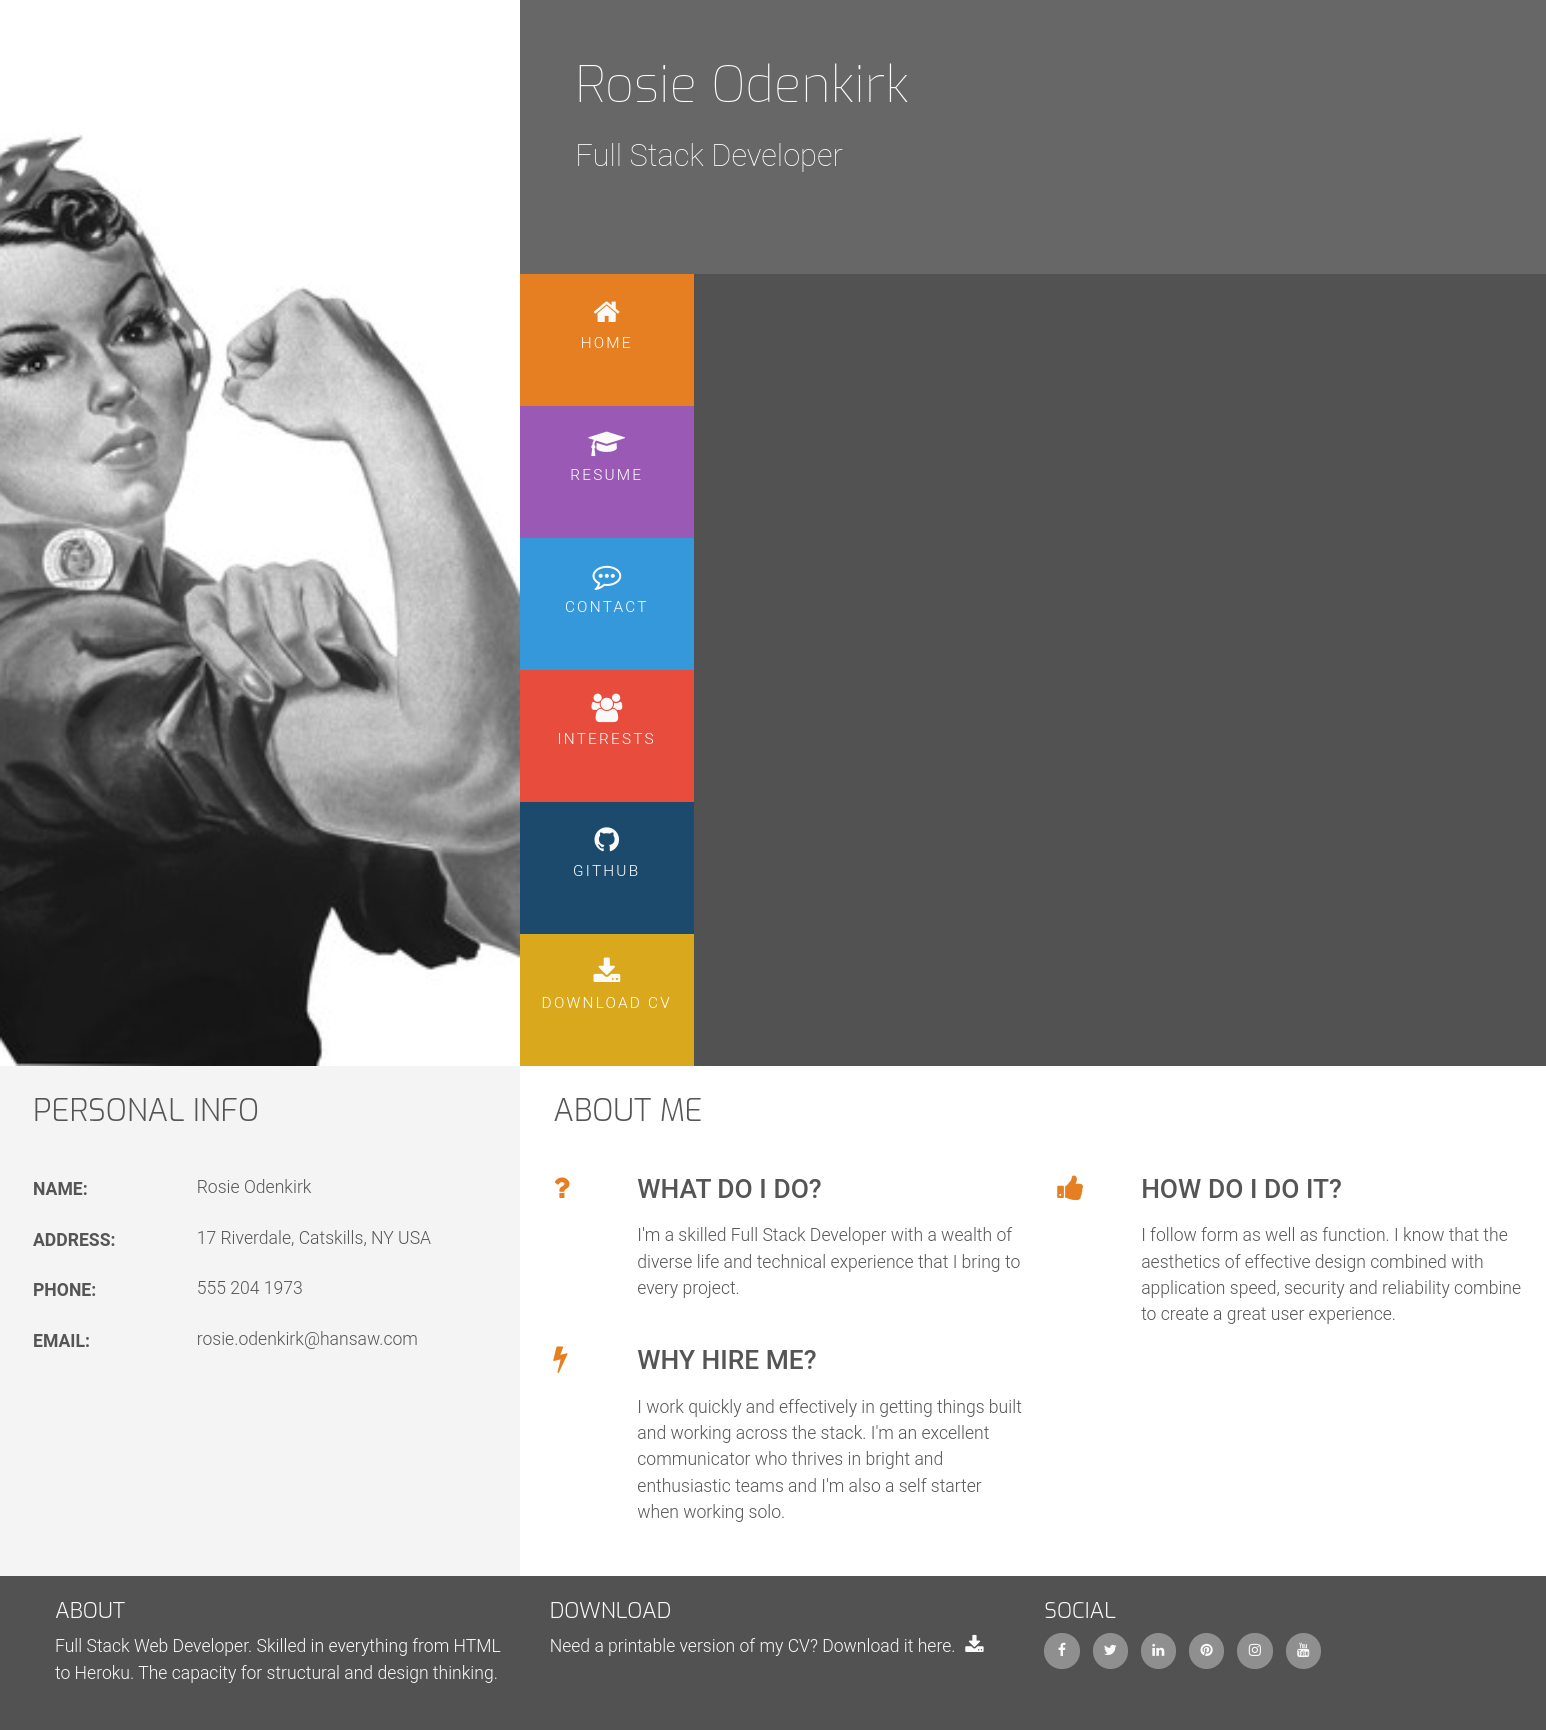 Rosie Odenkirk
Full Stack Developer
HOME
RESUME
CONTACT
INTERESTS
GITHUB
DOWNLOAD CV
PERSONAL INFO
NAME: Rosie Odenkirk
ADDRESS: 17 Riverdale, Catskills, NY USA
PHONE: 555 204 1973
EMAIL: rosie.odenkirk@hansaw.com
ABOUT ME
WHAT DO I DO?
I'm a skilled Full Stack Developer with a wealth of
diverse life and technical experience that I bring to
every project.
HOW DO I DO IT?
I follow form as well as function. I know that the
aesthetics of effective design combined with
application speed, security and reliability combine
to create a great user experience.
WHY HIRE ME?
I work quickly and effectively in getting things built
and working across the stack. I'm an excellent
communicator who thrives in bright and
enthusiastic teams and I'm also a self starter
when working solo.
ABOUT
Full Stack Web Developer. Skilled in everything from HTML
to Heroku. The capacity for structural and design thinking.
DOWNLOAD
Need a printable version of my CV? Download it here.
SOCIAL